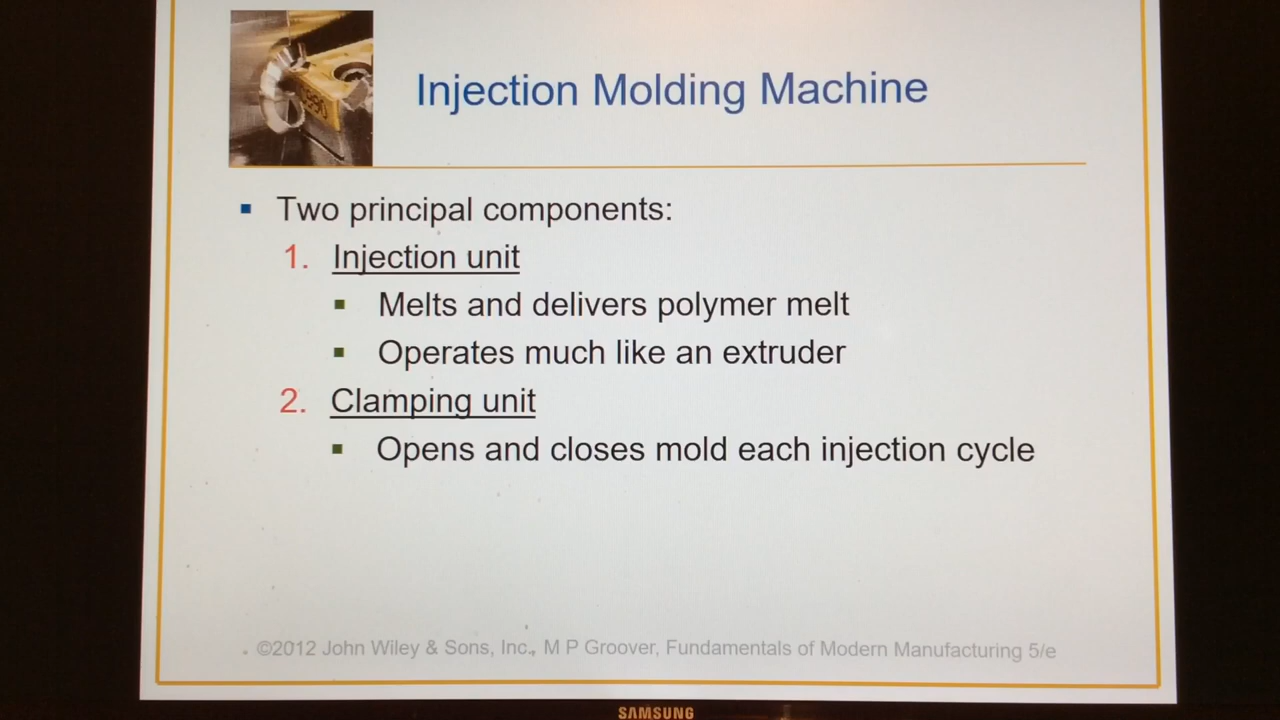 Injection Molding Machine
Two principal components:
1. Injection unit
Melts and delivers polymer melt
Operates much like an extruder
2. Clamping unit
Opens and closes mold each injection cycle
©2012 John Wiley & Sons, Inc., M P Groover, Fundamentals of Modern Manufacturing 5/e
SAMSUNG